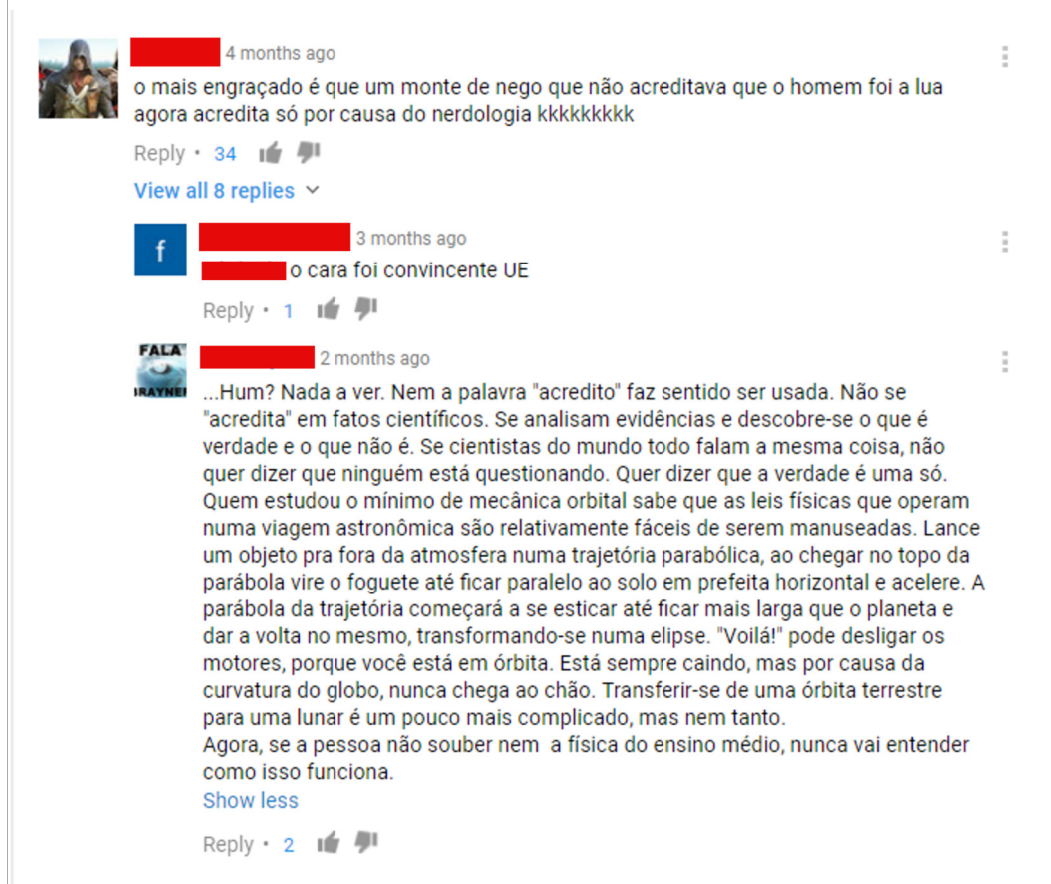 4 months ago
o mais engraçado é que um monte de nego que não acreditava que o homem foi a lua
agora acredita só por causa do nerdologia kkkkkkkkk
Reply • 34
View all 8 replies
f
3 months ago
o cara foi convincente UE
Reply • 1
FALA
BRAYNER
2 months ago
...Hum? Nada a ver. Nem a palavra "acredito" faz sentido ser usada. Não se
"acredita" em fatos científicos. Se analisam evidências e descobre-se o que é
verdade e o que não é. Se cientistas do mundo todo falam a mesma coisa, não
quer dizer que ninguém está questionando. Quer dizer que a verdade é uma só.
Quem estudou o mínimo de mecânica orbital sabe que as leis físicas que operam
numa viagem astronômica são relativamente fáceis de serem manuseadas. Lance
um objeto pra fora da atmosfera numa trajetória parabólica, ao chegar no topo da
parábola vire o foguete até ficar paralelo ao solo em prefeita horizontal e acelere. A
parábola da trajetória começará a se esticar até ficar mais larga que o planeta e
dar a volta no mesmo, transformando-se numa elipse. "Voilá!" pode desligar os
motores, porque você está em órbita. Está sempre caindo, mas por causa da
curvatura do globo, nunca chega ao chão. Transferir-se de uma órbita terrestre
para uma lunar é um pouco mais complicado, mas nem tanto.
Agora, se a pessoa não souber nem  a física do ensino médio, nunca vai entender
como isso funciona.
Show less
Reply • 2